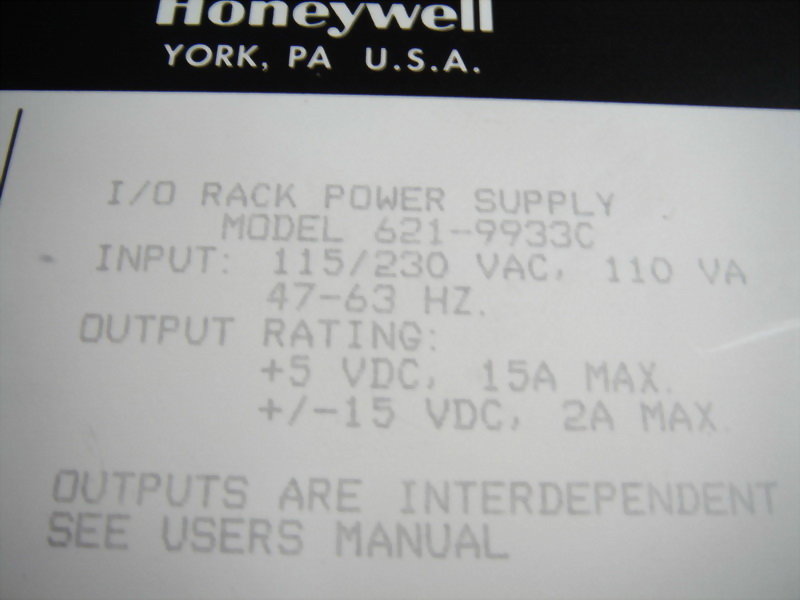 Honeywell
YORK, PA U.S.A.
I/O RACK POWER SUPPLY
MODEL 621-9933C
INPUT: 115/230 VAC, 110 VA
47-63 HZ.
OUTPUT RATING:
+5 VDC, 15A MAX.
+/-15 VDC, 2A MAX.
OUTPUTS ARE INTERDEPENDENT
SEE USERS MANUAL